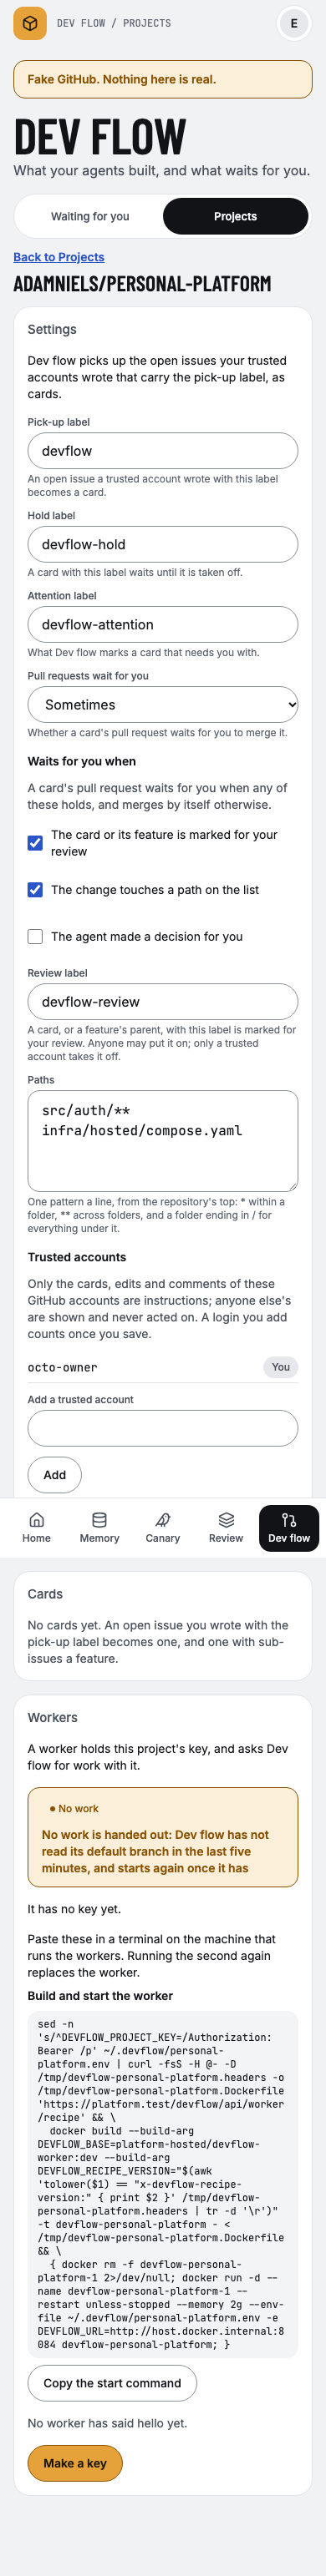 DEV FLOW / PROJECTS
E
Fake GitHub. Nothing here is real.
DEV FLOW
What your agents built, and what waits for you.
Waiting for you
Projects
Back to Projects
ADAMNIELS/PERSONAL-PLATFORM
Settings
Dev flow picks up the open issues your trusted
accounts wrote that carry the pick-up label, as
cards.
Pick-up label
devflow
An open issue a trusted account wrote with this label
becomes a card.
Hold label
devflow-hold
A card with this label waits until it is taken off.
Attention label
devflow-attention
What Dev flow marks a card that needs you with.
Pull requests wait for you
Sometimes
Whether a card's pull request waits for you to merge it.
Waits for you when
A card's pull request waits for you when any of
these holds, and merges by itself otherwise.
The card or its feature is marked for your
review
The change touches a path on the list
The agent made a decision for you
Review label
devflow-review
A card, or a feature's parent, with this label is marked for
your review. Anyone may put it on; only a trusted
account takes it off.
Paths
src/auth/**
infra/hosted/compose.yaml
One pattern a line, from the repository's top: * within a
folder, ** across folders, and a folder ending in / for
everything under it.
Trusted accounts
Only the cards, edits and comments of these
GitHub accounts are instructions; anyone else's
are shown and never acted on. A login you add
counts once you save.
octo-owner
You
Add a trusted account
Add
Home
Memory
Canary
Review
Dev flow
Cards
No cards yet. An open issue you wrote with the
pick-up label becomes one, and one with sub-
issues a feature.
Workers
A worker holds this project's key, and asks Dev
flow for work with it.
No work
No work is handed out: Dev flow has not
read its default branch in the last five
minutes, and starts again once it has
It has no key yet.
Paste these in a terminal on the machine that
runs the workers. Running the second again
replaces the worker.
Build and start the worker
sed -n
's/^DEVFLOW_PROJECT_KEY=/Authorization:
Bearer /p' ~/.devflow/personal-
platform.env | curl -fsS -H @- -D
/tmp/devflow-personal-platform.headers -o
/tmp/devflow-personal-platform.Dockerfile
'https://platform.test/devflow/api/worker
/recipe' && \
docker build --build-arg
DEVFLOW_BASE=platform-hosted/devflow-
worker:dev --build-arg
DEVFLOW_RECIPE_VERSION="$(awk
'tolower($1) == "x-devflow-recipe-
version:" { print $2 }' /tmp/devflow-
personal-platform.headers | tr -d '\r')"
-t devflow-personal-platform - <
/tmp/devflow-personal-platform.Dockerfile
&& \
{ docker rm -f devflow-personal-
platform-1 2>/dev/null; docker run -d --
name devflow-personal-platform-1 --
restart unless-stopped --memory 2g --env-
file ~/.devflow/personal-platform.env -e
DEVFLOW_URL=http://host.docker.internal:8
084 devflow-personal-platform; }
Copy the start command
No worker has said hello yet.
Make a key